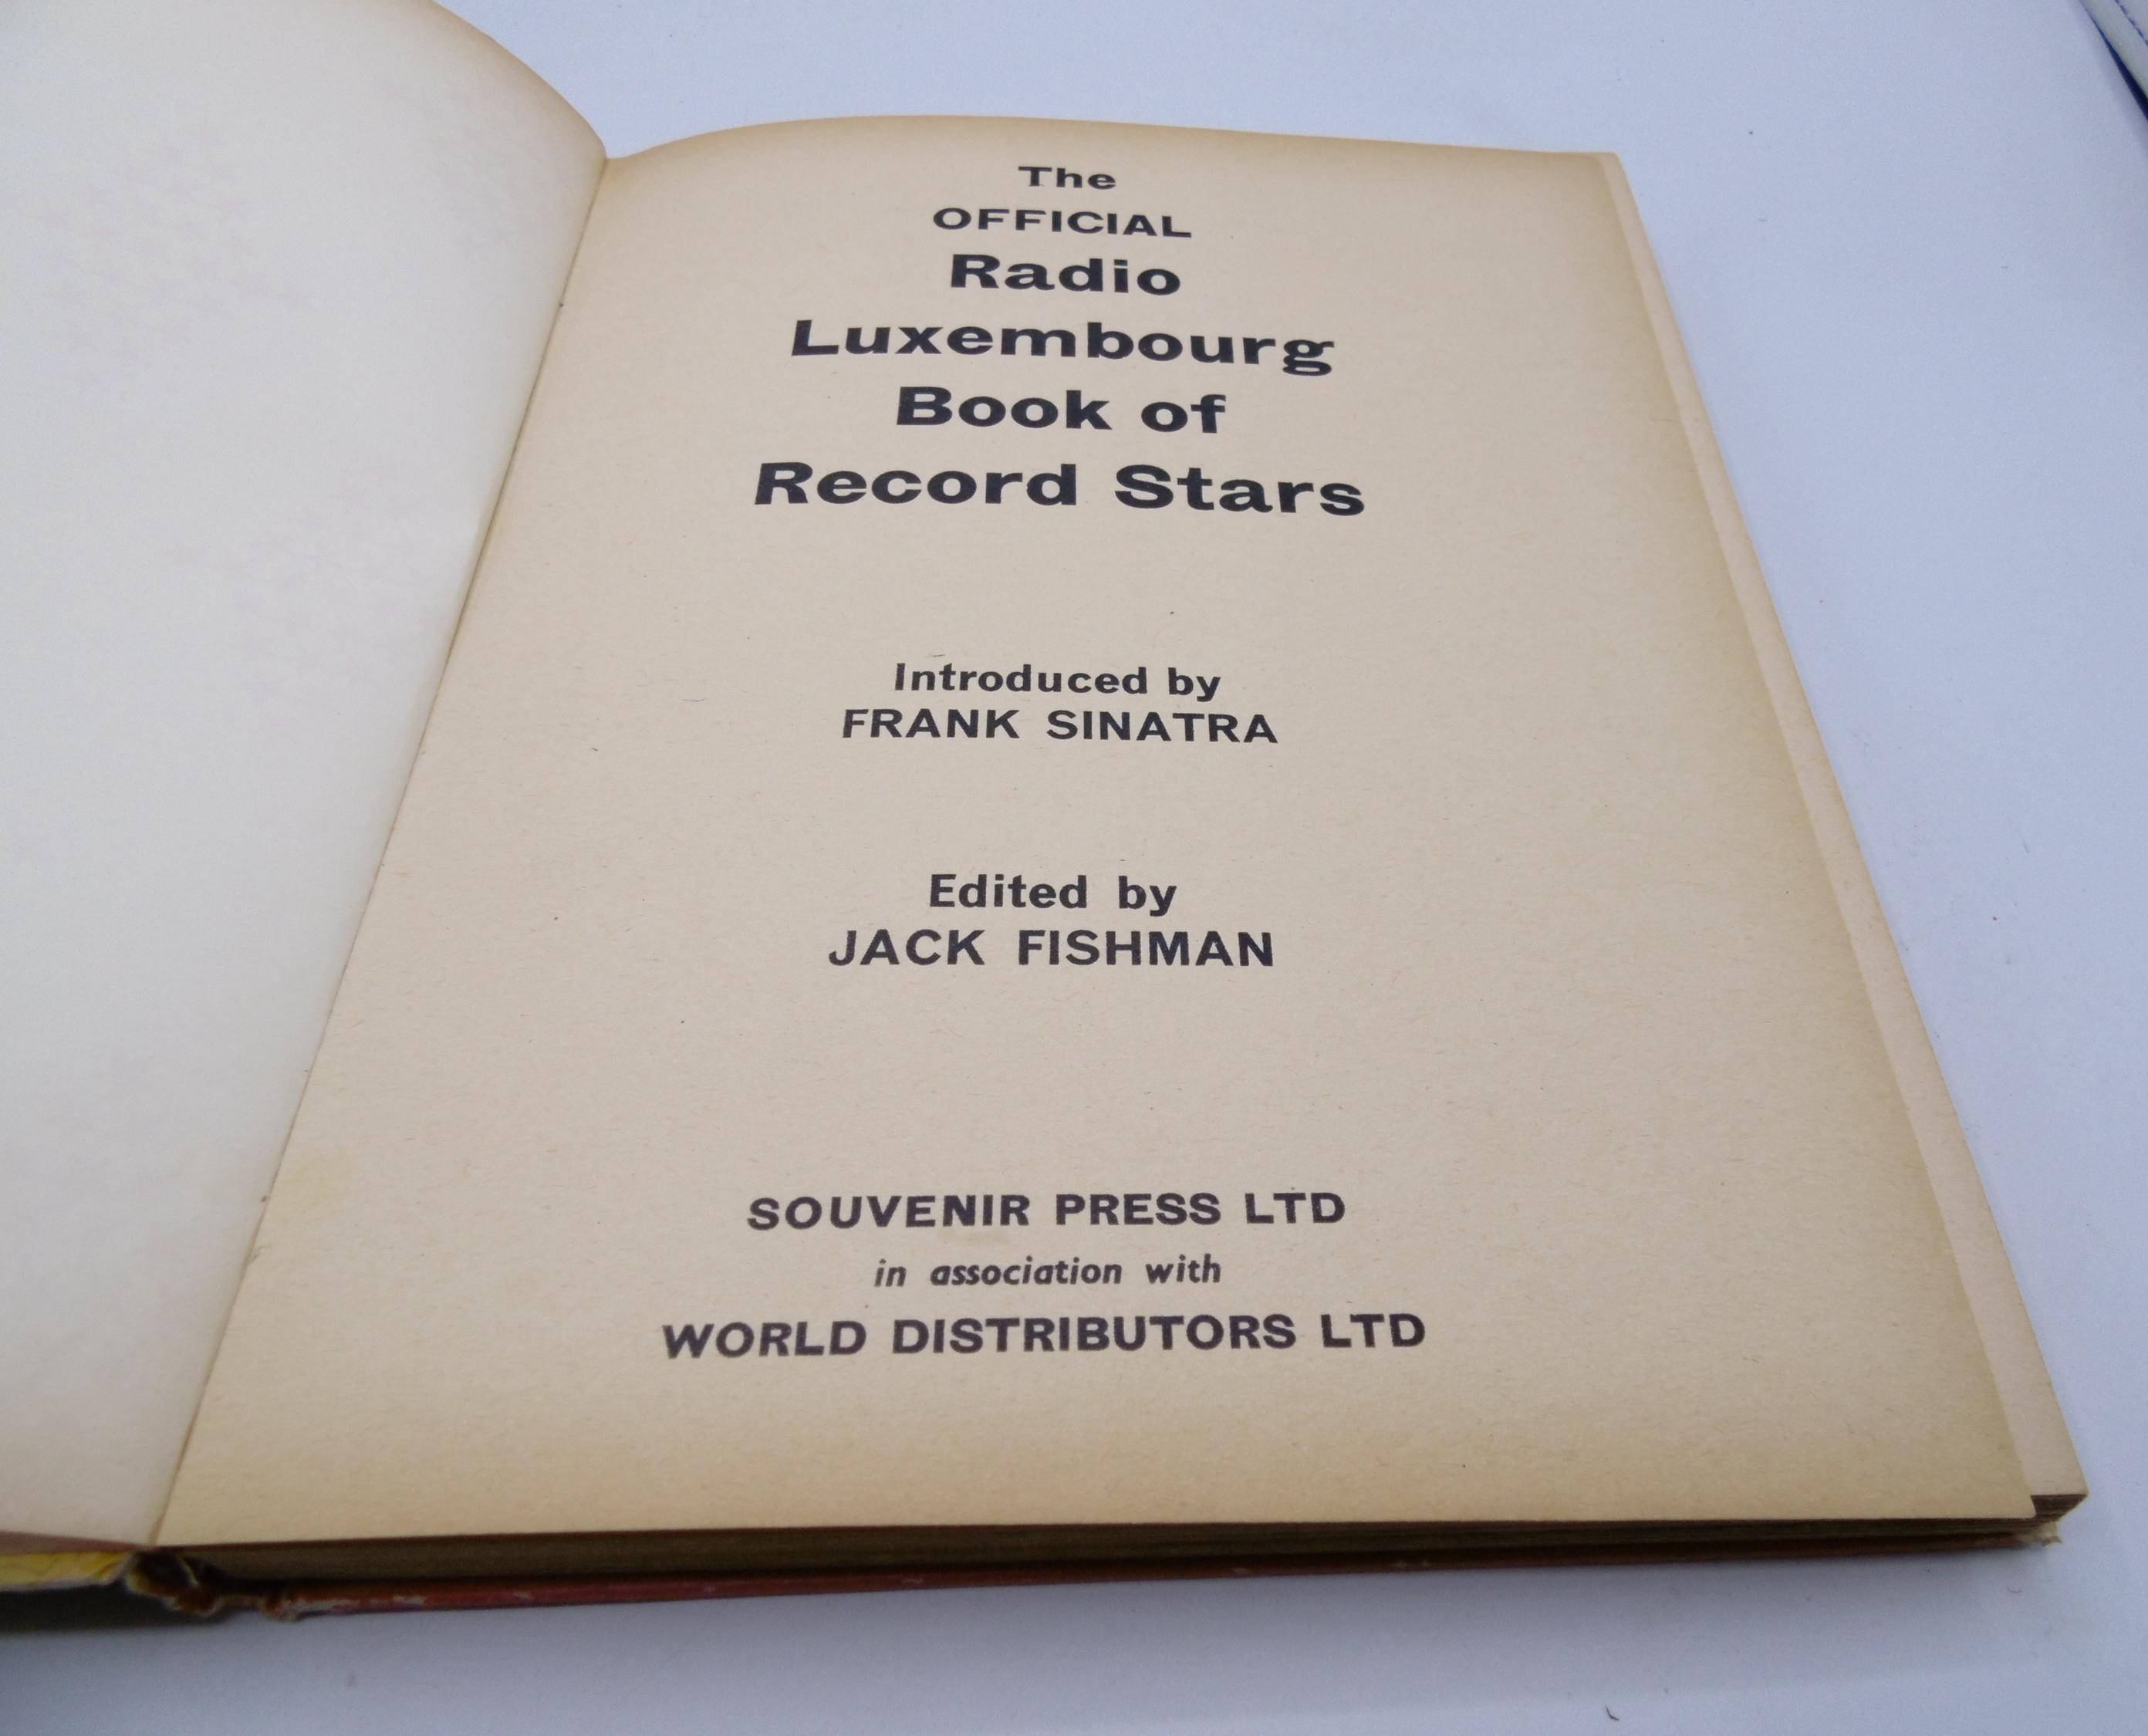 The
OFFICIAL
Radio
Luxembourg
Book of
Record Stars
Introduced by
FRANK SINATRA
Edited by
JACK FISHMAN
SOUVENIR PRESS LTD
in association with
WORLD DISTRIBUTORS LTD